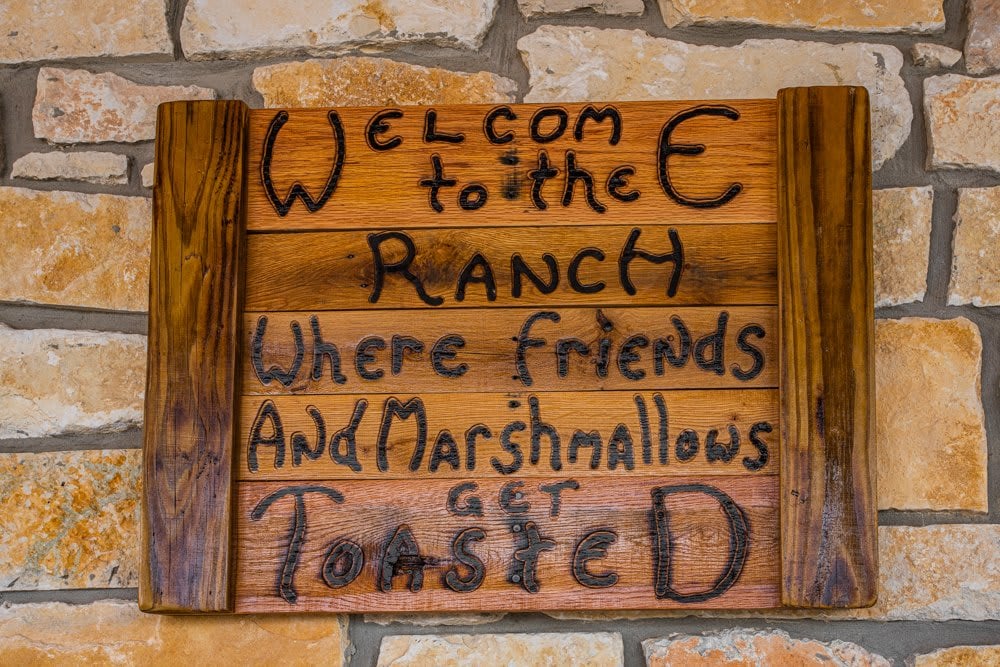 WELCOME
to the
RANCH
Where friends
ANd MarshmallowS
GET
ToAsteD